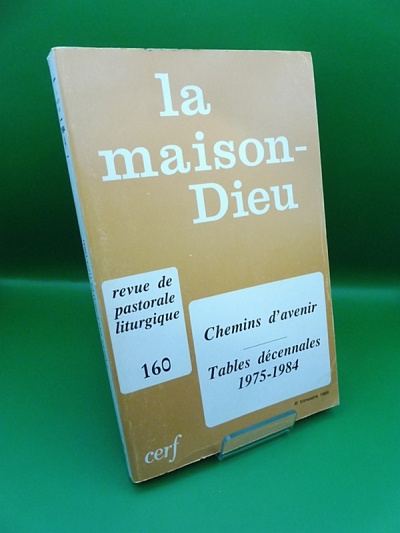 la
maison-
Dieu
revue de
pastorale
liturgique
160
Chemins d'avenir
Tables décennales
1975-1984
cerf